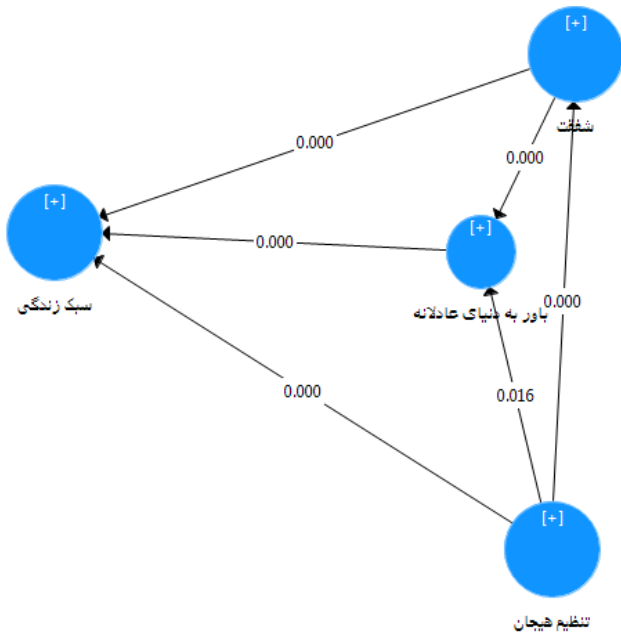 [+]
شفقت
0.000
0.000
[+]
سبک زندگی
0.000
[+]
باور به دنیای عادلانه
0.000
0.000
0.016
[+]
تنظیم هیجان